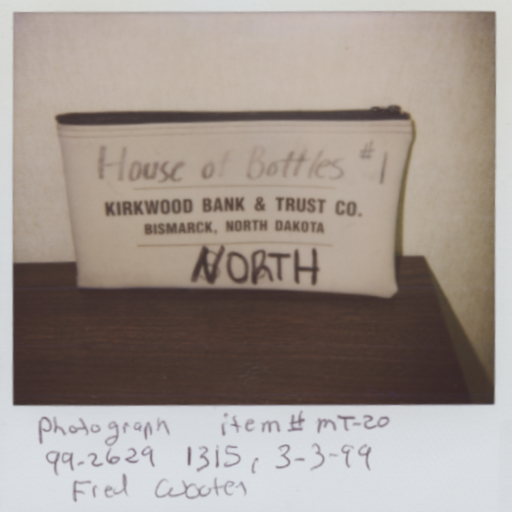 House of Bottles #1
KIRKWOOD BANK & TRUST CO.
BISMARCK, NORTH DAKOTA
NORTH
Photograph item# MT-20
99-2629 1315, 3-3-99
Fred Wooten